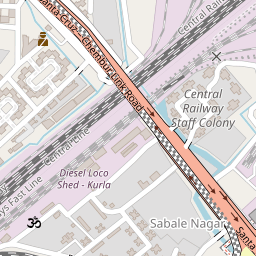 Santa Cruz - Chembur Link Road
Central Rail
Central
Railway
Staff Colony
Central Line
Diesel Loco
Shed - Kurla
ys Fast Line
ॐ
Sabale Nagar
Santa